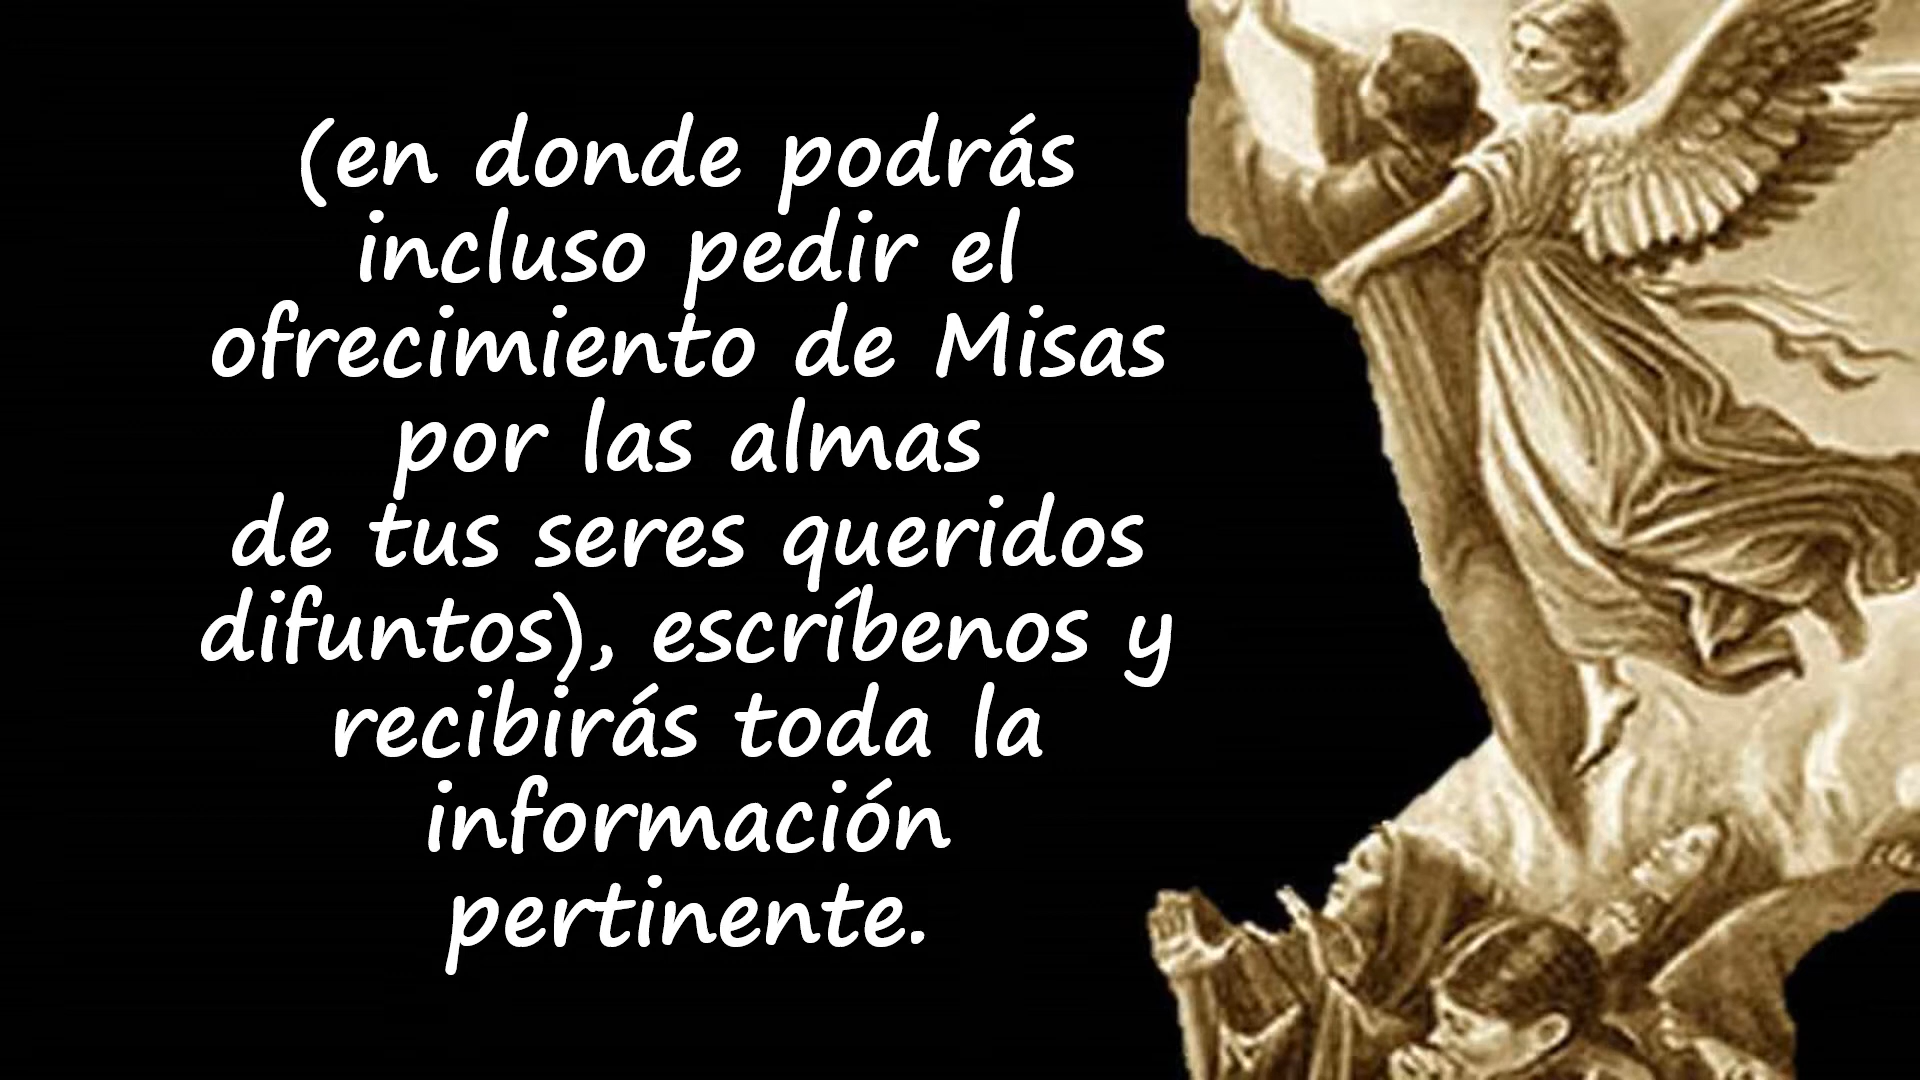 (en donde podrás
incluso pedir el
ofrecimiento de Misas
por las almas
de tus seres queridos
difuntos), escríbenos y
recibirás toda la
información
pertinente.